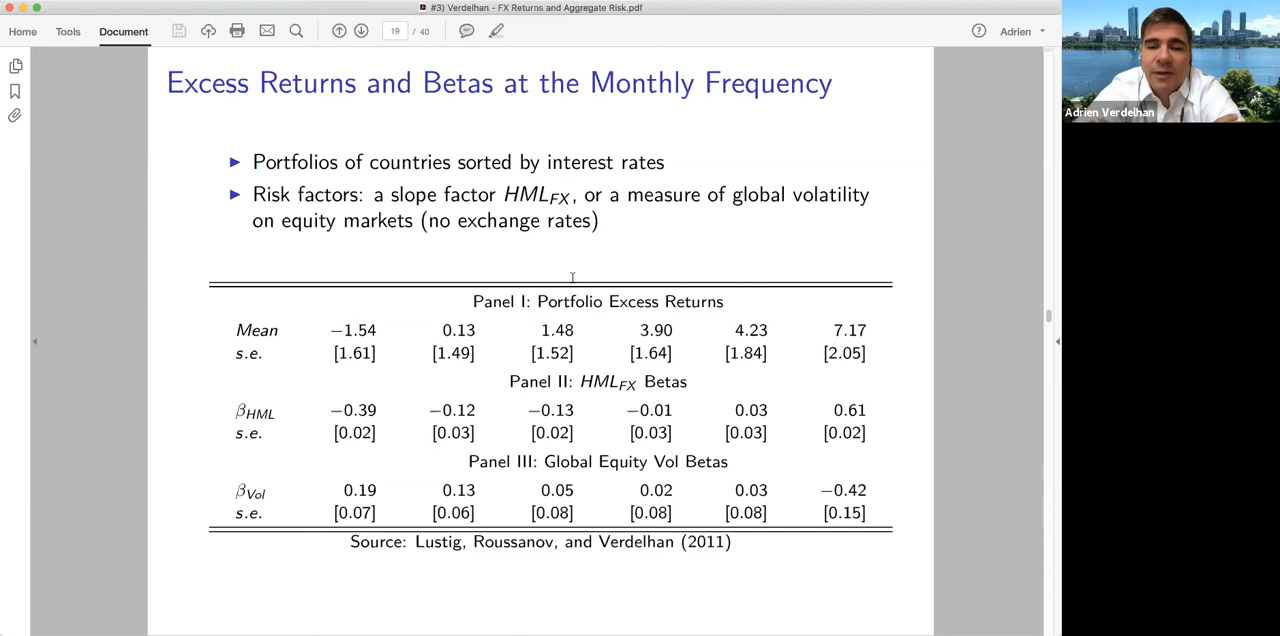 #3) Verdelhan - FX Returns and Aggregate Risk.pdf
Home Tools Document 19 / 40 Adrien
Adrien Verdelhan
Excess Returns and Betas at the Monthly Frequency
▶ Portfolios of countries sorted by interest rates
▶ Risk factors: a slope factor HML_FX, or a measure of global volatility
on equity markets (no exchange rates)
Panel I: Portfolio Excess Returns
Mean −1.54 0.13 1.48 3.90 4.23 7.17
s.e. [1.61] [1.49] [1.52] [1.64] [1.84] [2.05]
Panel II: HML_FX Betas
β_HML −0.39 −0.12 −0.13 −0.01 0.03 0.61
s.e. [0.02] [0.03] [0.02] [0.03] [0.03] [0.02]
Panel III: Global Equity Vol Betas
β_Vol 0.19 0.13 0.05 0.02 0.03 −0.42
s.e. [0.07] [0.06] [0.08] [0.08] [0.08] [0.15]
Source: Lustig, Roussanov, and Verdelhan (2011)